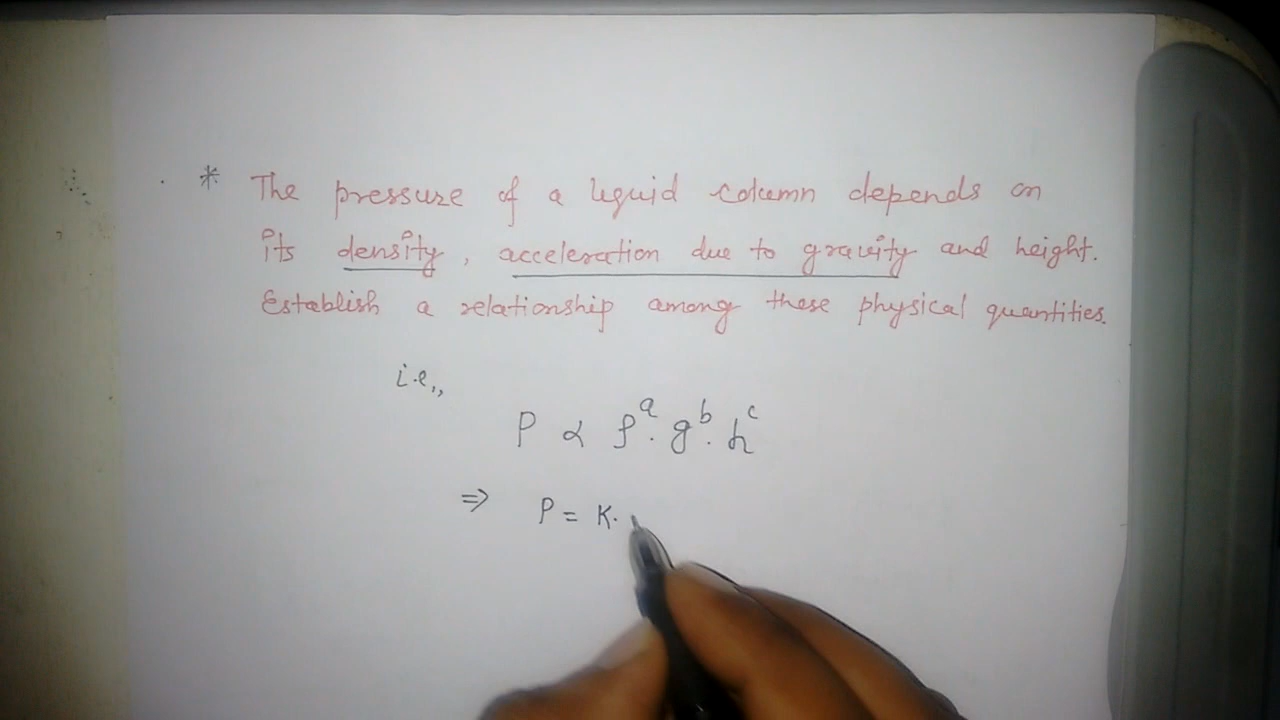 * The pressure of a liquid column depends on
its density, acceleration due to gravity and height.
Establish a relationship among these physical quantities.
i.e.,,
P ∝ ρ^a . g^b . h^c
⇒ P = K.